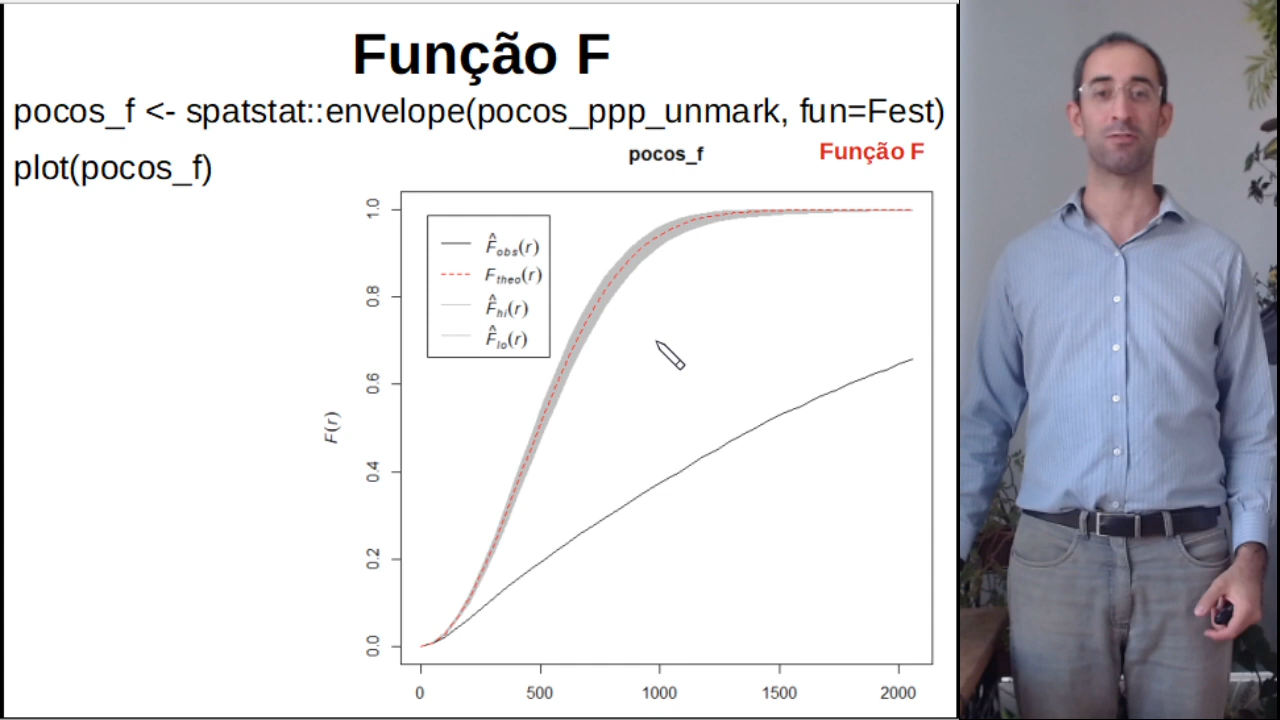 Função F
pocos_f <- spatstat::envelope(pocos_ppp_unmark, fun=Fest)
plot(pocos_f)
pocos_f
Função F
F̂obs(r)
Ftheo(r)
F̂hi(r)
F̂lo(r)
F(r)
1.0
0.8
0.6
0.4
0.2
0.0
0 500 1000 1500 2000